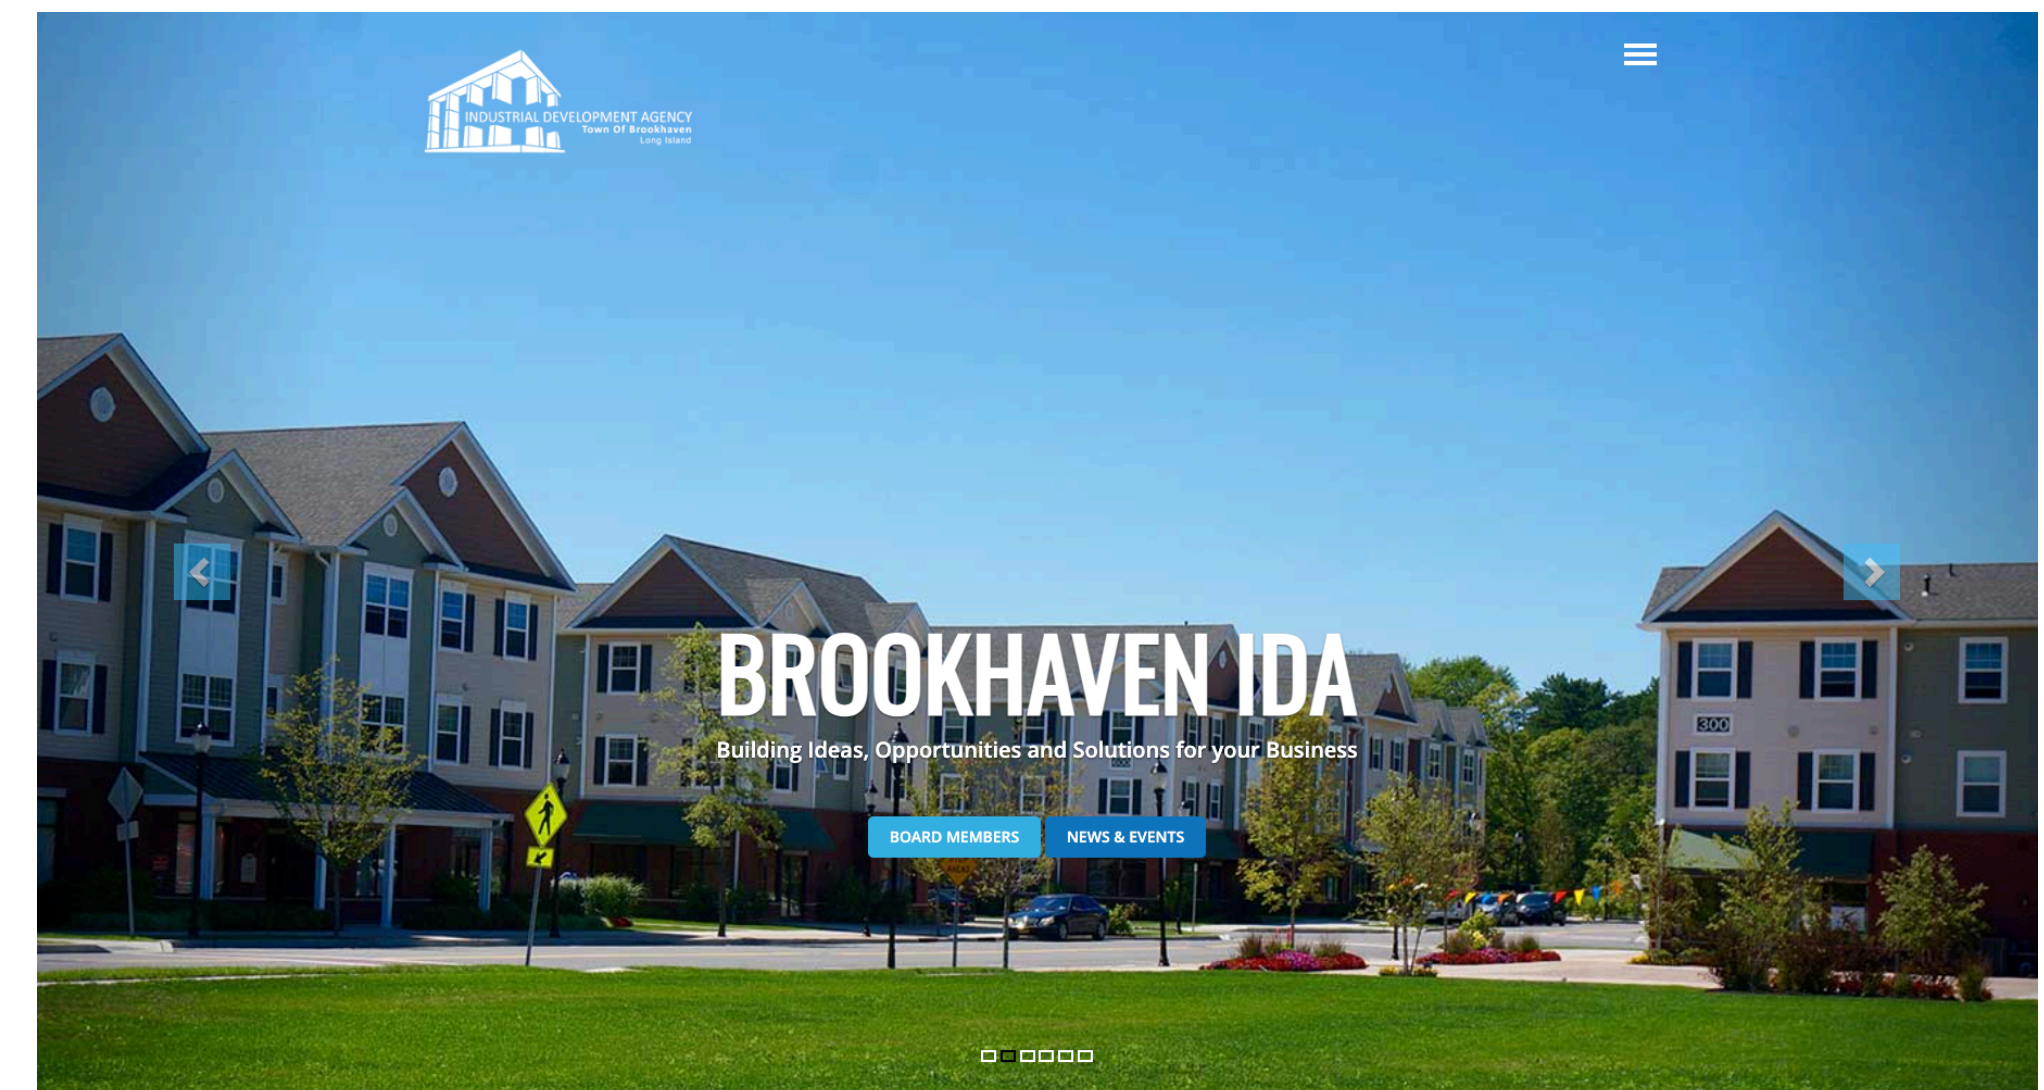 INDUSTRIAL DEVELOPMENT AGENCY
Town Of Brookhaven
Long Island
300
BROOKHAVEN IDA
Building Ideas, Opportunities and Solutions for your Business
BOARD MEMBERS
NEWS & EVENTS